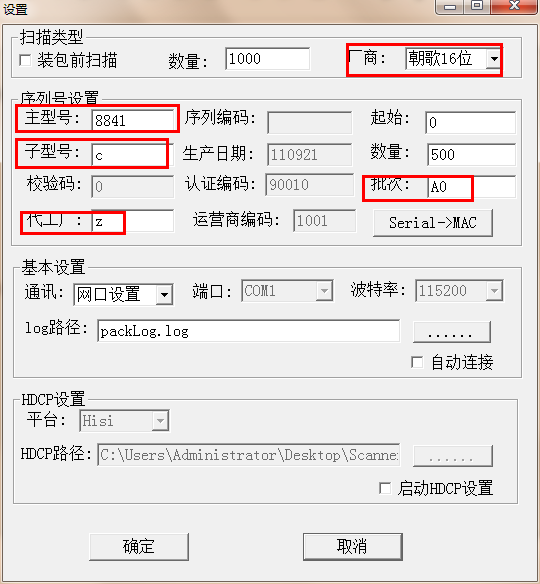 设置
扫描类型
装包前扫描 数量: 1000 厂商: 朝歌16位
序列号设置
主型号: 8841 序列编码: 起始: 0
子型号: c 生产日期: 110921 数量: 500
校验码: 0 认证编码: 90010 批次: A0
代工厂: z 运营商编码: 1001 Serial->MAC
基本设置
通讯: 网口设置 端口: COM1 波特率: 115200
log路径: packLog.log ......
自动连接
HDCP设置
平台: Hisi
HDCP路径: C:\Users\Administrator\Desktop\Scanne ......
启动HDCP设置
确定 取消